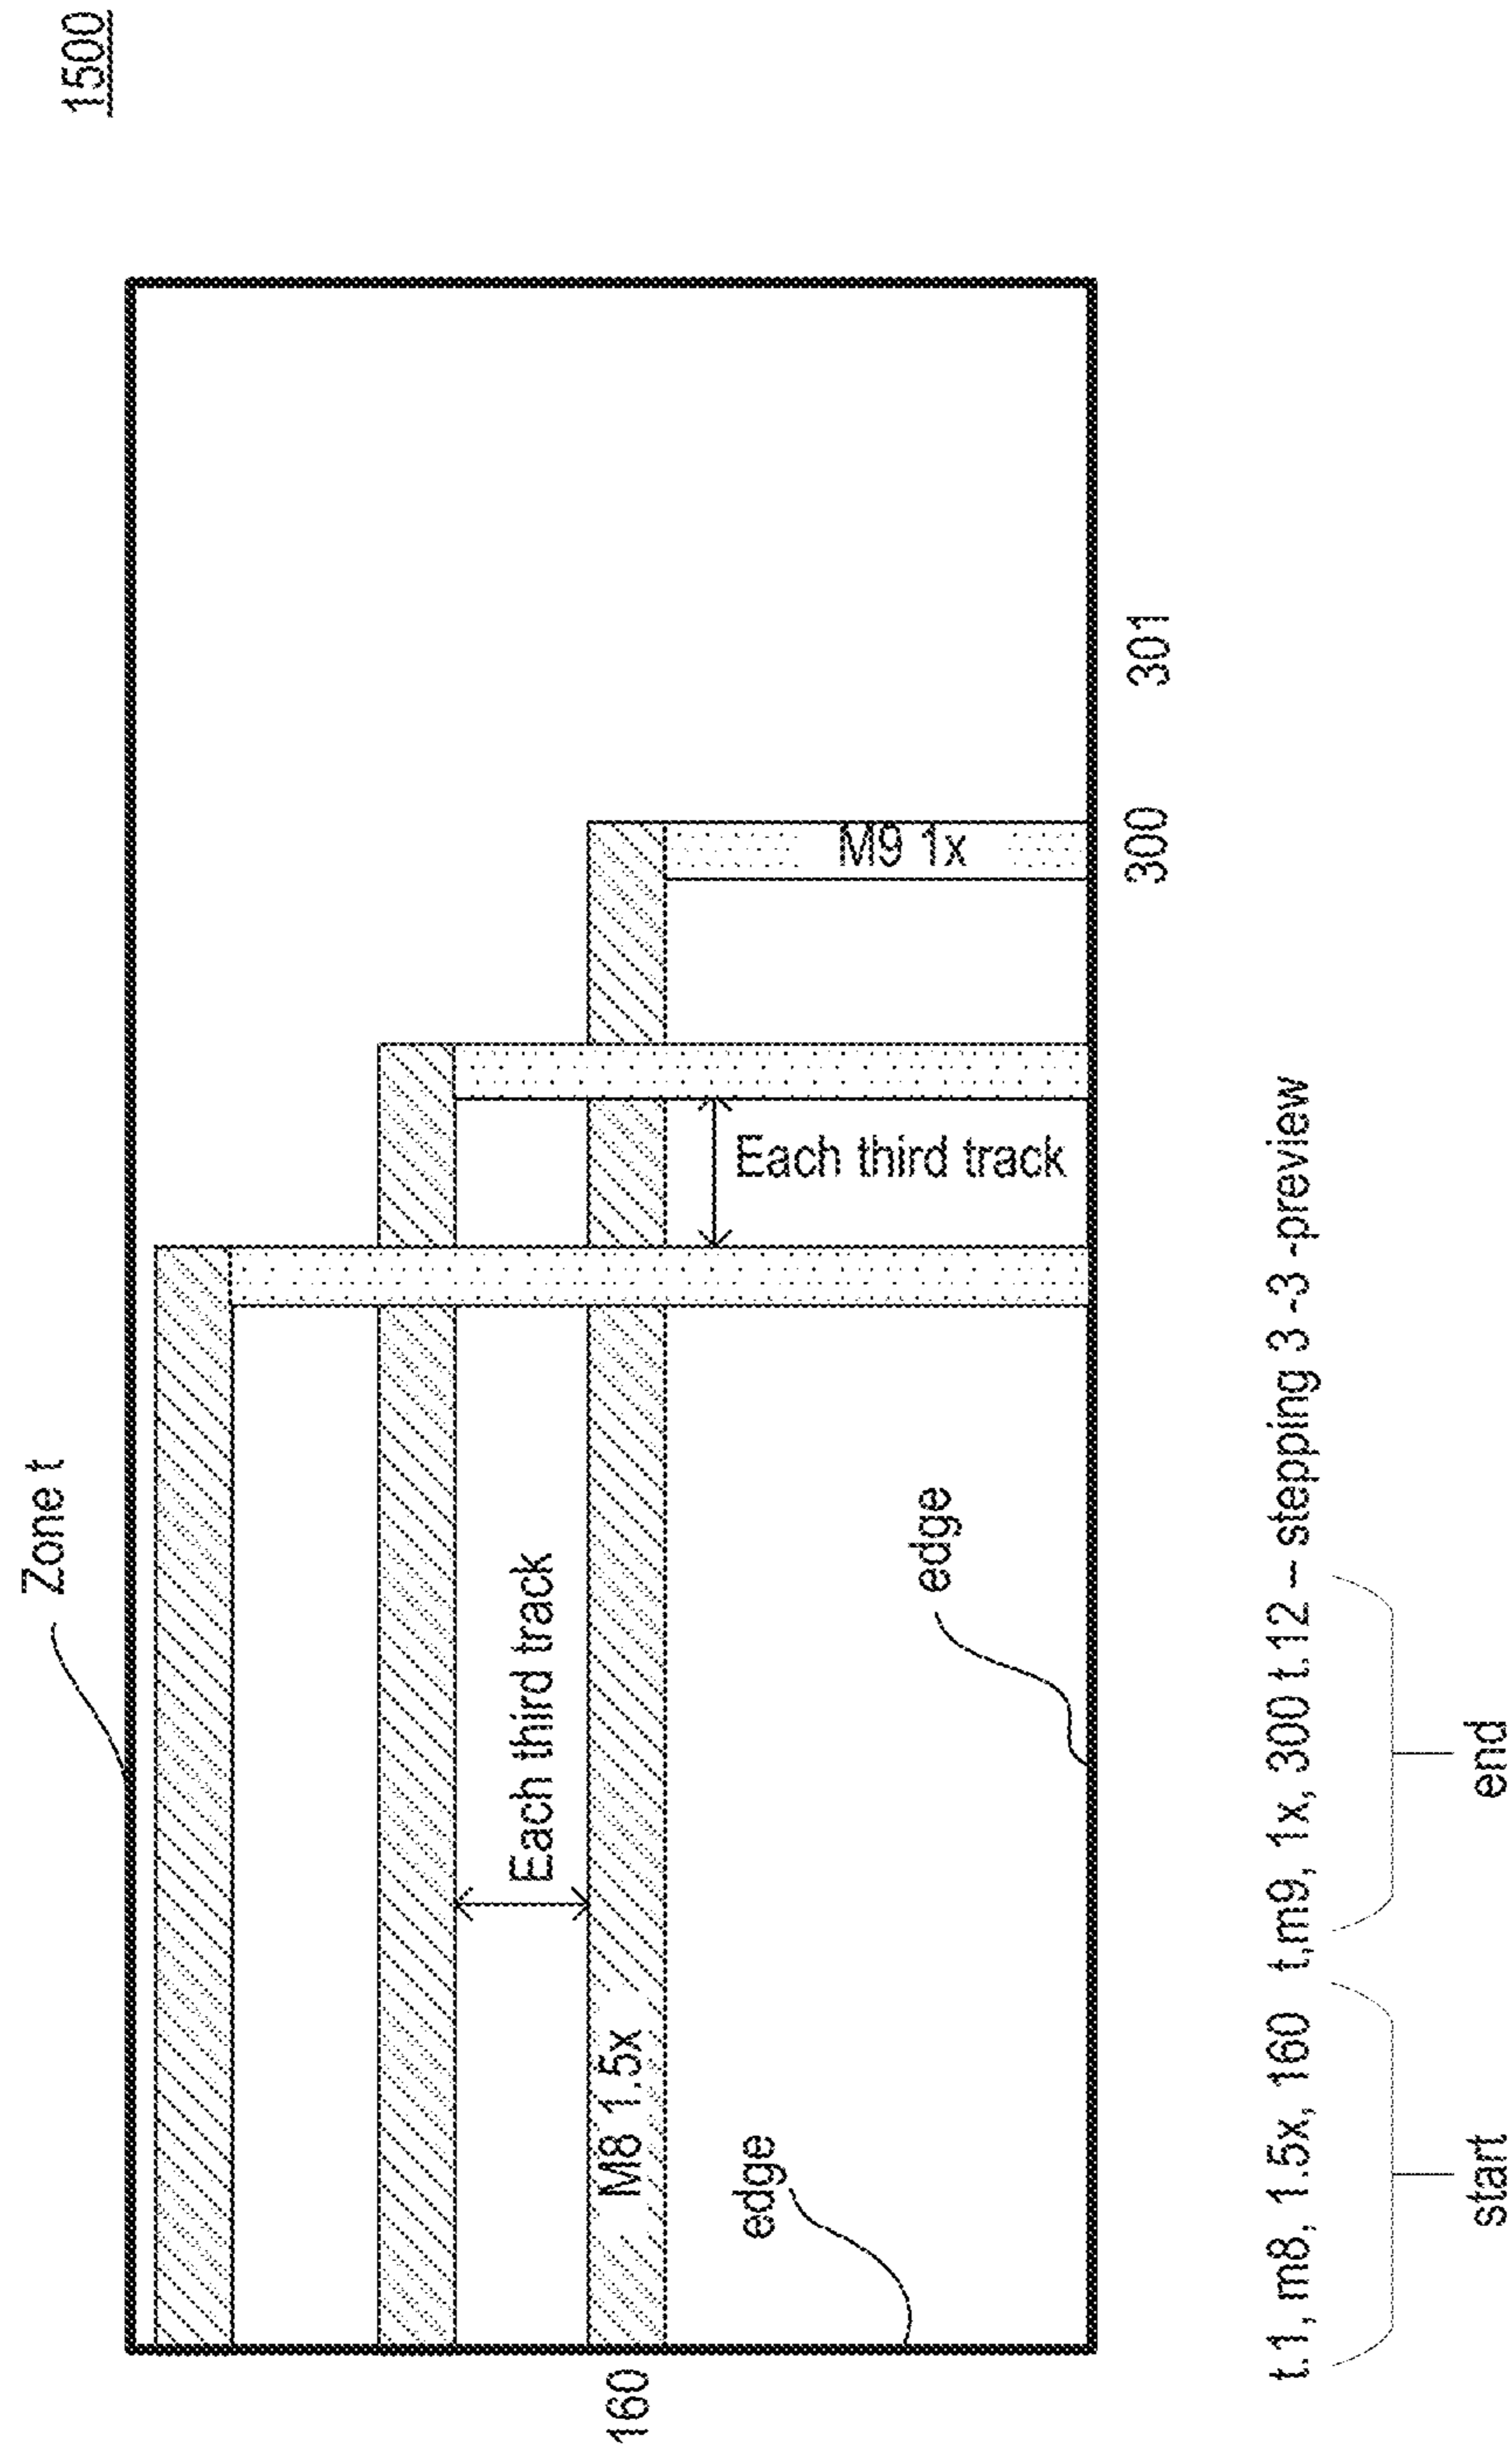 1500
Zone t
Each third track
Each third track
M8 1.5x
M9 1x
160
edge
edge
300
301
t.1, m8, 1.5x, 160 t,m9, 1x, 300 t.12 – stepping 3 -3 -preview
start
end